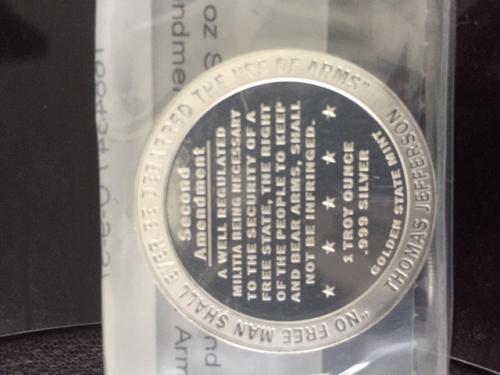 "NO FREE MAN SHALL EVER BE DEBARRED THE USE OF ARMS"
THOMAS JEFFERSON
Second
Amendment
A WELL REGULATED
MILITIA BEING NECESSARY
TO THE SECURITY OF A
FREE STATE, THE RIGHT
OF THE PEOPLE TO KEEP
AND BEAR ARMS, SHALL
NOT BE INFRINGED.
1 TROY OUNCE
.999 SILVER
GOLDEN STATE MINT
oz